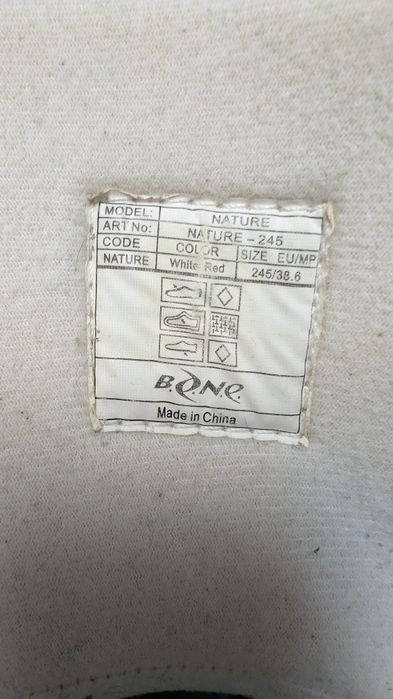 MODEL: NATURE
ART No: NATURE - 245
CODE COLOR SIZE EU/MP
NATURE White Red 245/38.6
B.O.N.E.
Made in China